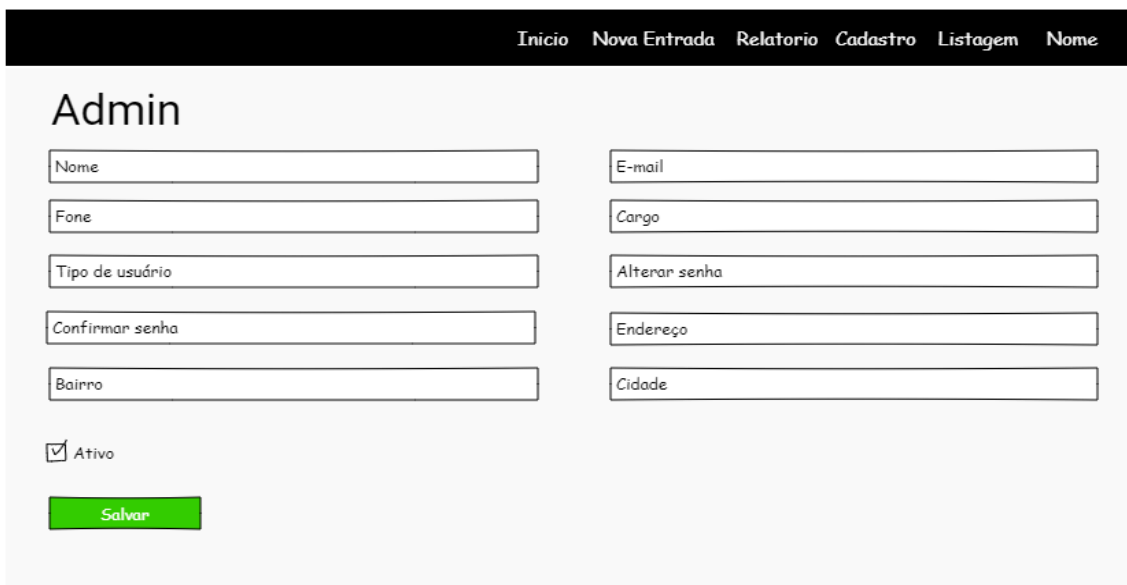 Inicio Nova Entrada Relatorio Cadastro Listagem Nome
Admin
Nome E-mail
Fone Cargo
Tipo de usuário Alterar senha
Confirmar senha Endereço
Bairro Cidade
Ativo
Salvar